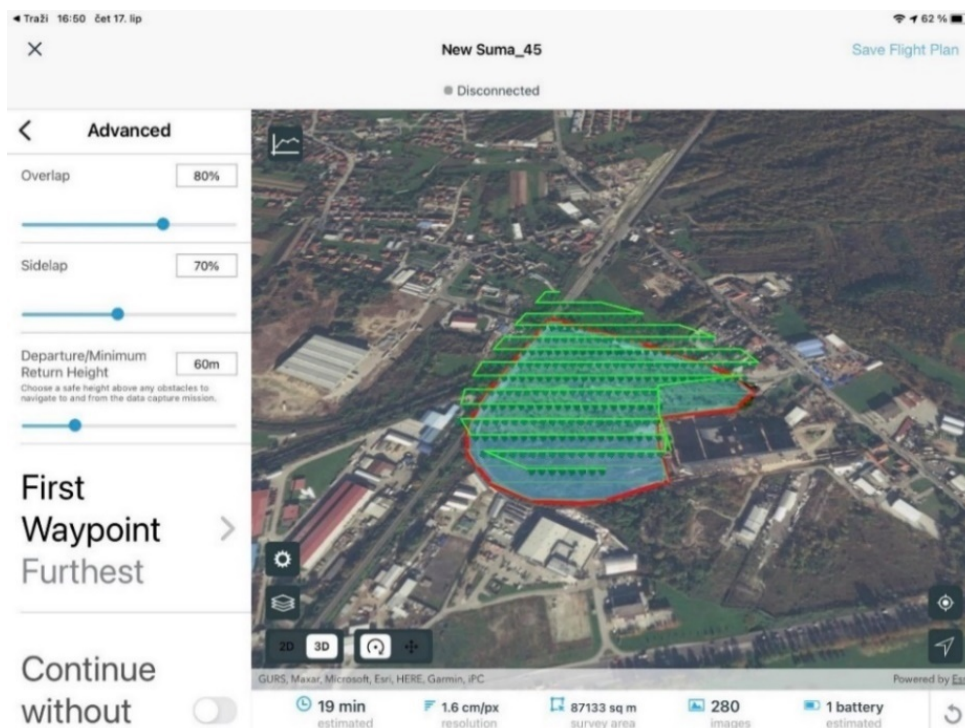 Traži 16:50 čet 17. lip 62 %
New Suma_45
Save Flight Plan
Disconnected
Advanced
Overlap 80%
Sidelap 70%
Departure/Minimum
Return Height 60m
Choose a safe height above any obstacles to
navigate to and from the data capture mission.
First
Waypoint
Furthest
Continue
without
2D 3D
GURS, Maxar, Microsoft, Esri, HERE, Garmin, iPC
Powered by Esri
19 min
estimated
1.6 cm/px
resolution
87133 sq m
survey area
280
images
1 battery
estimated